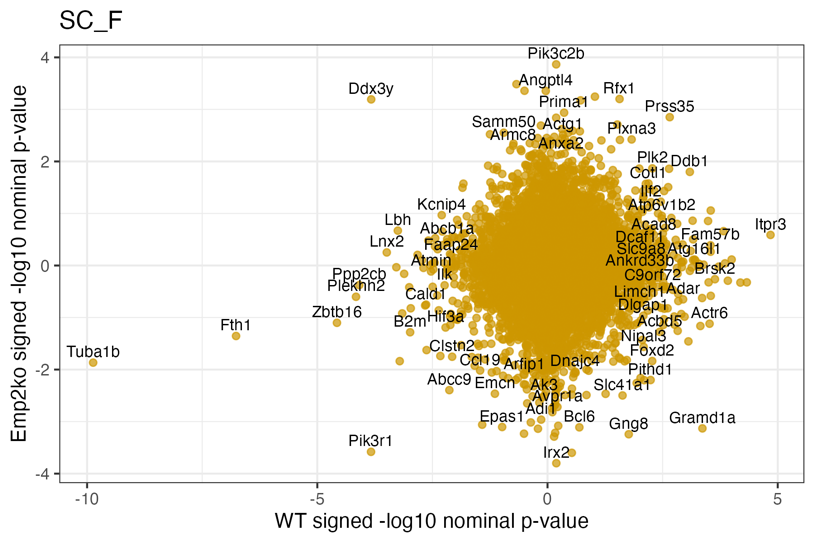 SC_F
Pik3c2b
Angptl4
Ddx3y
Rfx1
Prima1
Prss35
Samm50
Actg1
Plxna3
Armc8
Anxa2
Plk2
Ddb1
Cotl1
Ilf2
Atp6v1b2
Kcnip4
Lbh
Abcb1a
Acad8
Itpr3
Lnx2
Faap24
Dcaf11
Fam57b
Slc9a8
Atg16l1
Atmin
Ankrd33b
Brsk2
Ppp2cb
Ilk
C9orf72
Plekhh2
Cald1
Limch1
Adar
Dlgap1
Zbtb16
B2m
Hif3a
Acbd5
Actr6
Fth1
Nipal3
Clstn2
Foxd2
Tuba1b
Ccl19
Arfip1
Dnajc4
Pithd1
Abcc9
Emcn
Ak3
Slc41a1
Avpr1a
Adi1
Epas1
Bcl6
Gng8
Gramd1a
Pik3r1
Irx2
4
2
0
-2
-4
-10
-5
0
5
WT signed -log10 nominal p-value
Emp2ko signed -log10 nominal p-value